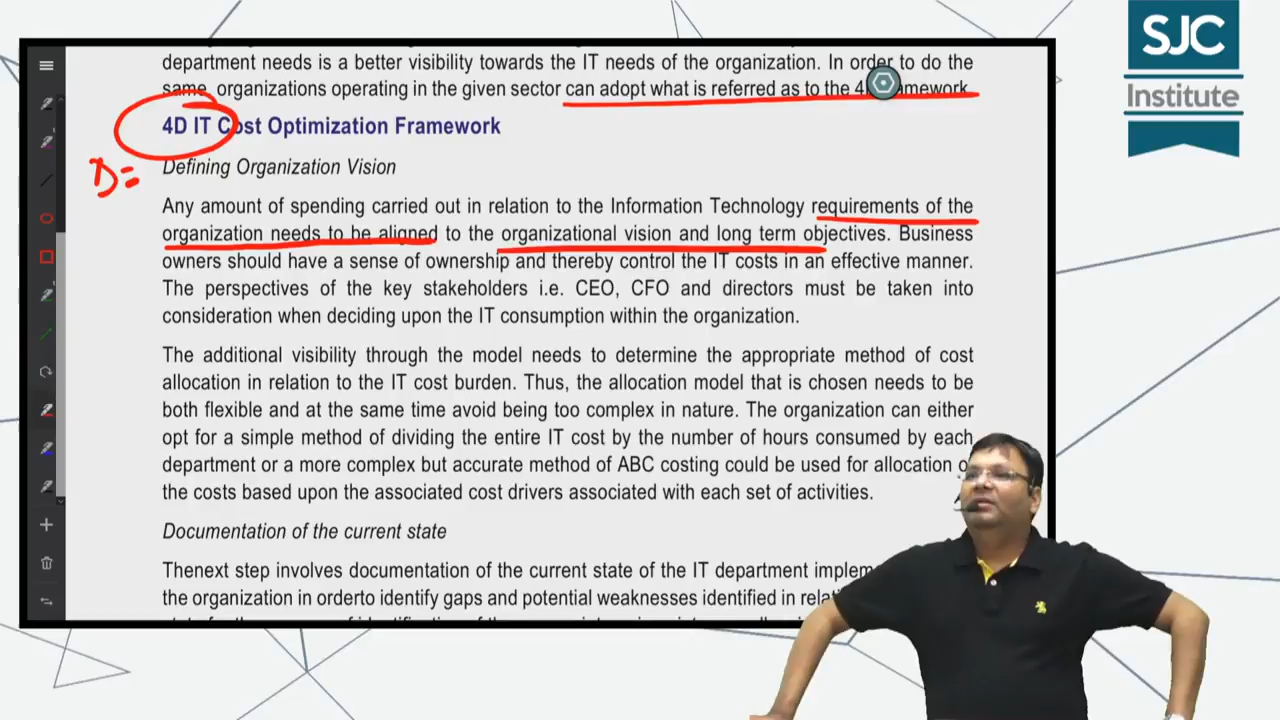 SJC
Institute
department needs is a better visibility towards the IT needs of the organization. In order to do the
same, organizations operating in the given sector can adopt what is referred as to the
4D IT Cost Optimization Framework
D=
Defining Organization Vision
Any amount of spending carried out in relation to the Information Technology requirements of the
organization needs to be aligned to the organizational vision and long term objectives. Business
owners should have a sense of ownership and thereby control the IT costs in an effective manner.
The perspectives of the key stakeholders i.e. CEO, CFO and directors must be taken into
consideration when deciding upon the IT consumption within the organization.
The additional visibility through the model needs to determine the appropriate method of cost
allocation in relation to the IT cost burden. Thus, the allocation model that is chosen needs to be
both flexible and at the same time avoid being too complex in nature. The organization can either
opt for a simple method of dividing the entire IT cost by the number of hours consumed by each
department or a more complex but accurate method of ABC costing could be used for allocation
the costs based upon the associated cost drivers associated with each set of activities.
Documentation of the current state
Thenext step involves documentation of the current state of the IT department
the organization in orderto identify gaps and potential weaknesses identified in